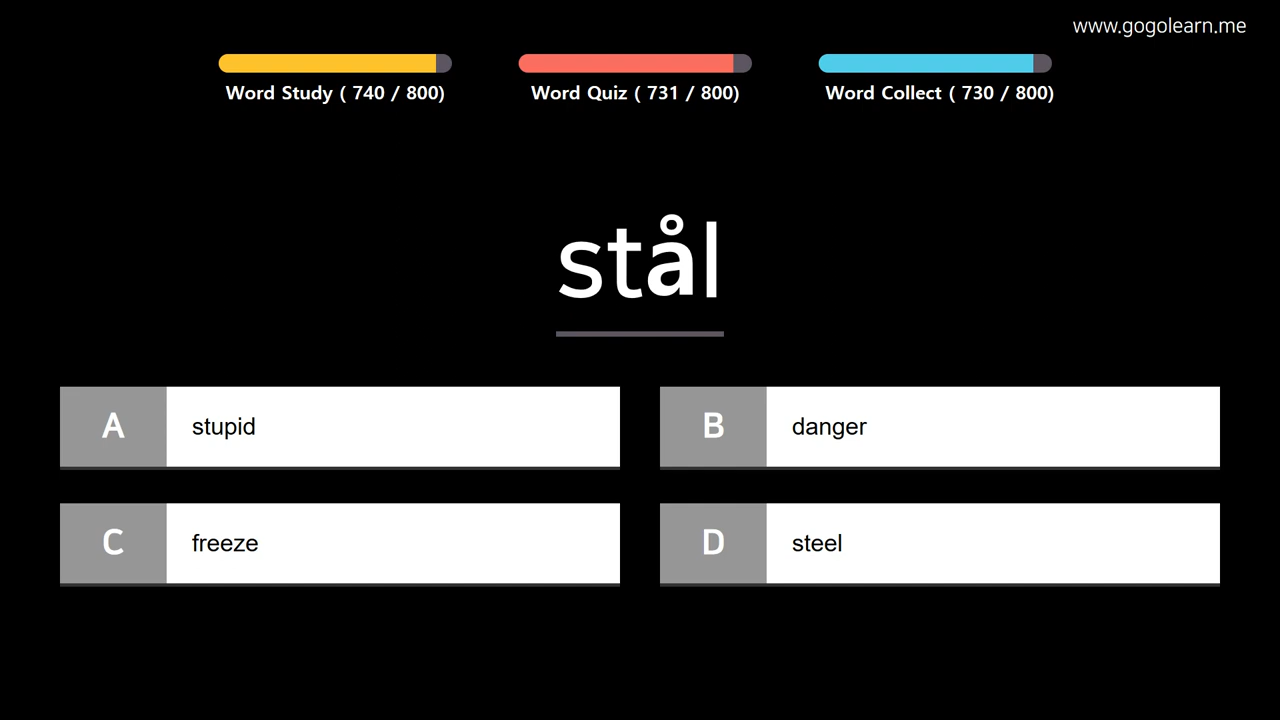 www.gogolearn.me
Word Study ( 740 / 800)
Word Quiz ( 731 / 800)
Word Collect ( 730 / 800)
stål
A stupid
B danger
C freeze
D steel